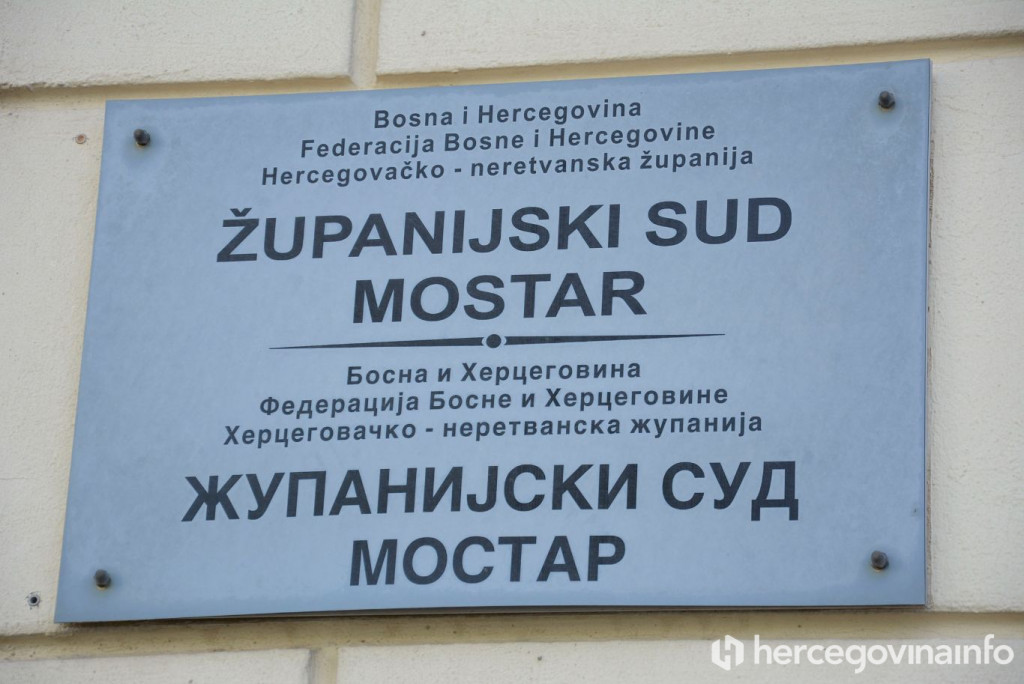 Bosna i Hercegovina
Federacija Bosne i Hercegovine
Hercegovačko - neretvanska županija
ŽUPANIJSKI SUD
MOSTAR
Босна и Херцеговина
Федерација Босне и Херцеговине
Херцеговачко - неретванска жупанија
ЖУПАНИЈСКИ СУД
МОСТАР
hercegovinainfo